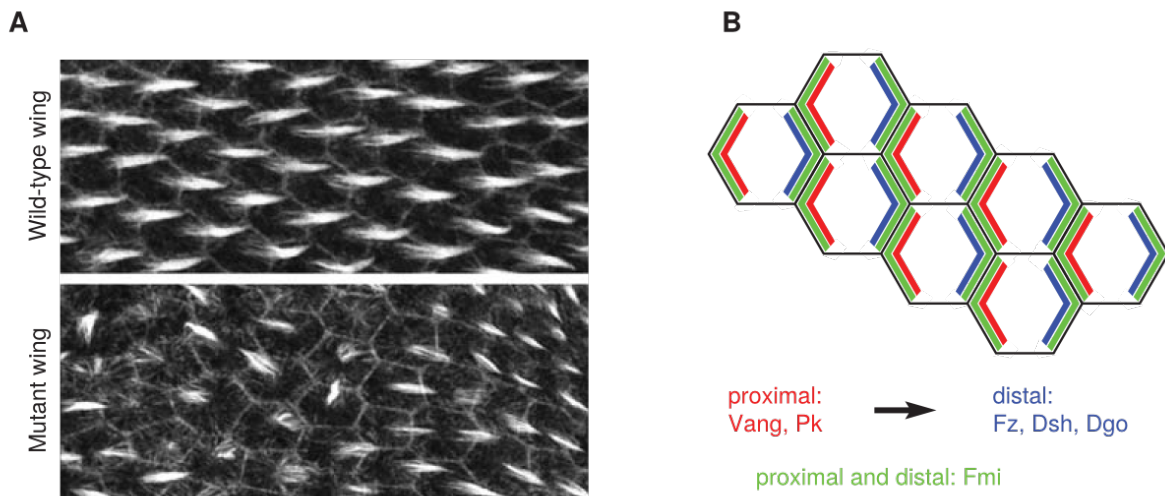 A
Wild-type wing
Mutant wing
B
proximal:
Vang, Pk
distal:
Fz, Dsh, Dgo
proximal and distal: Fmi